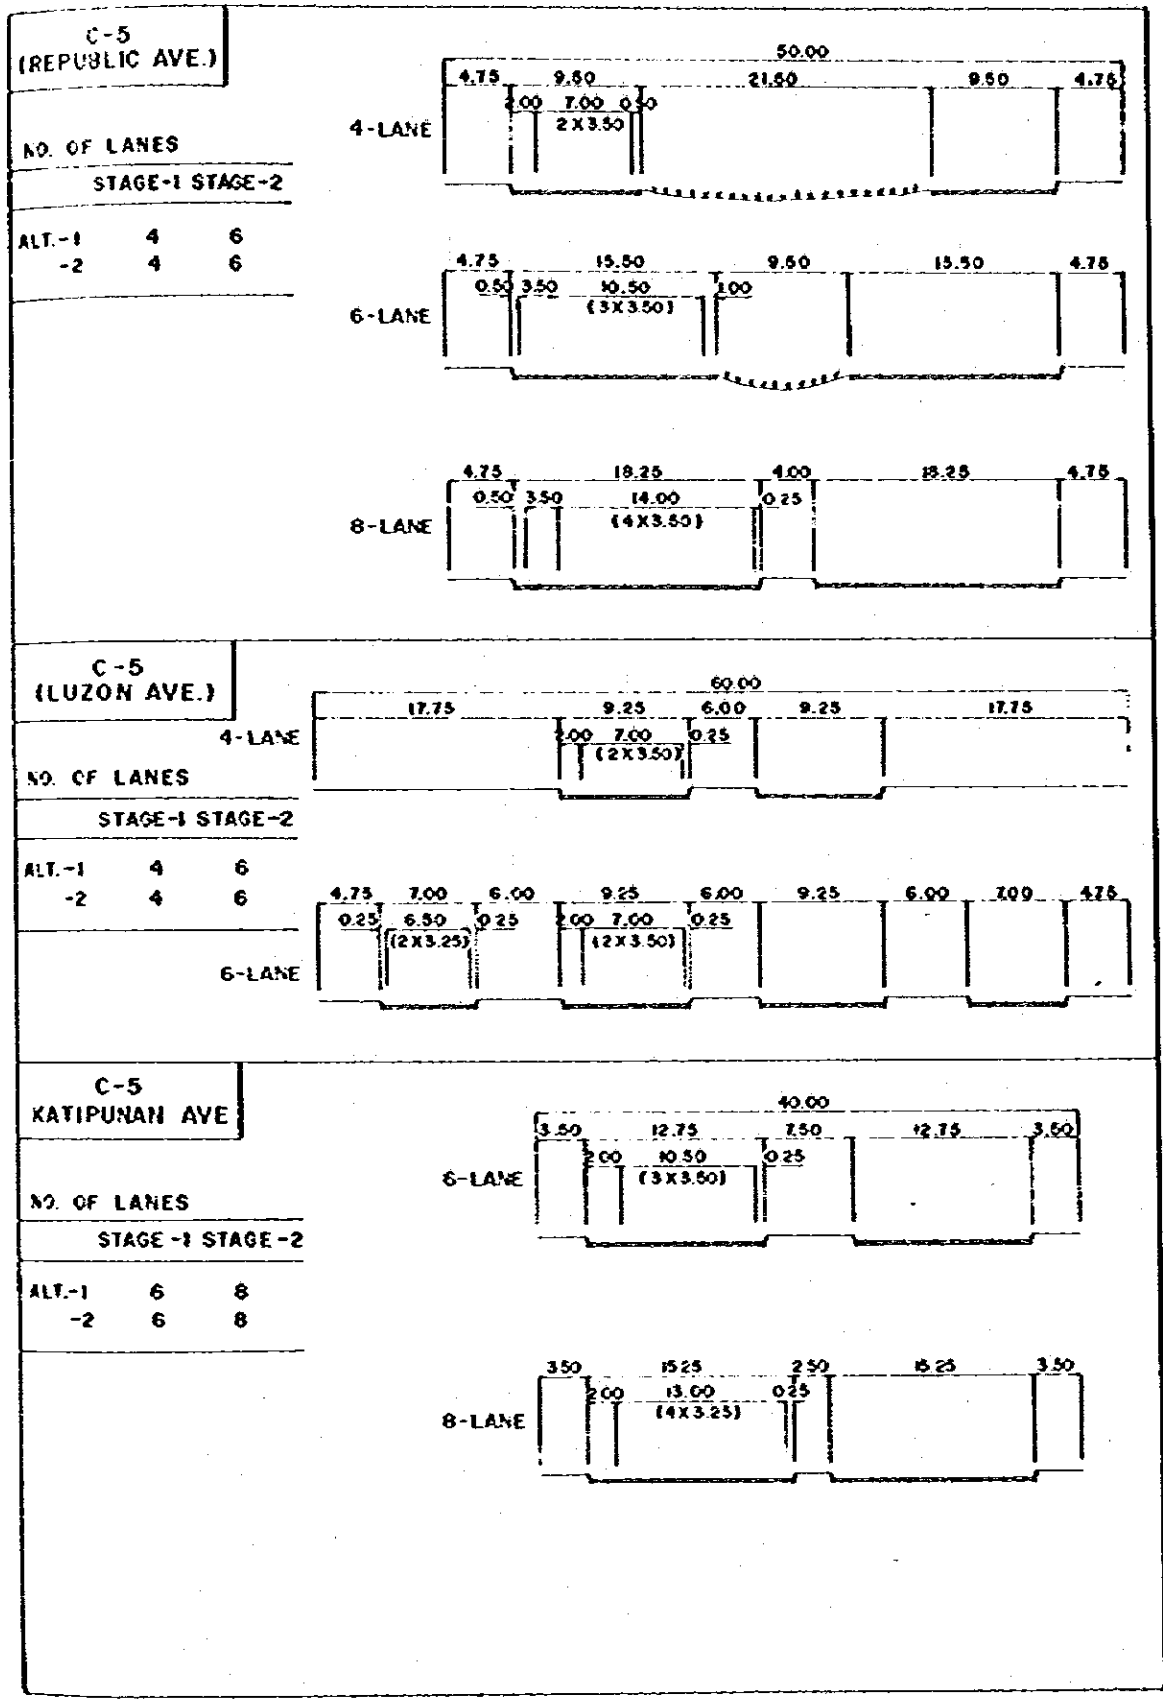 C-5
(REPUBLIC AVE.)
NO. OF LANES
STAGE-1 STAGE-2
ALT.-1 4 6
-2 4 6
50.00
4.75 9.50 21.50 9.50 4.75
2.00 7.00 0.50
2X3.50
4-LANE
4.75 15.50 9.50 15.50 4.75
0.50 3.50 10.50 1.00
(3X3.50)
6-LANE
4.75 18.25 4.00 18.25 4.75
0.50 3.50 14.00 0.25
(4X3.50)
8-LANE
C-5
(LUZON AVE.)
NO. OF LANES
STAGE-1 STAGE-2
ALT.-1 4 6
-2 4 6
60.00
17.75 9.25 6.00 9.25 17.75
2.00 7.00 0.25
(2X3.50)
4-LANE
4.75 7.00 6.00 9.25 6.00 9.25 6.00 7.00 4.75
0.25 6.50 0.25 2.00 7.00 0.25
(2X3.25) (2X3.50)
6-LANE
C-5
KATIPUNAN AVE
NO. OF LANES
STAGE-1 STAGE-2
ALT.-1 6 8
-2 6 8
40.00
3.50 12.75 7.50 12.75 3.50
2.00 10.50 0.25
(3X3.50)
6-LANE
3.50 15.25 2.50 15.25 3.50
2.00 13.00 0.25
(4X3.25)
8-LANE